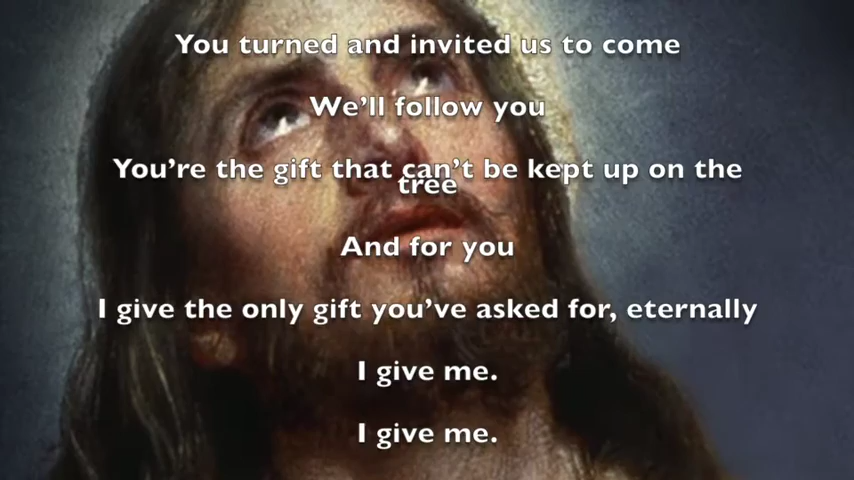 You turned and invited us to come
We'll follow you
You're the gift that can't be kept up on the
tree
And for you
I give the only gift you've asked for, eternally
I give me.
I give me.